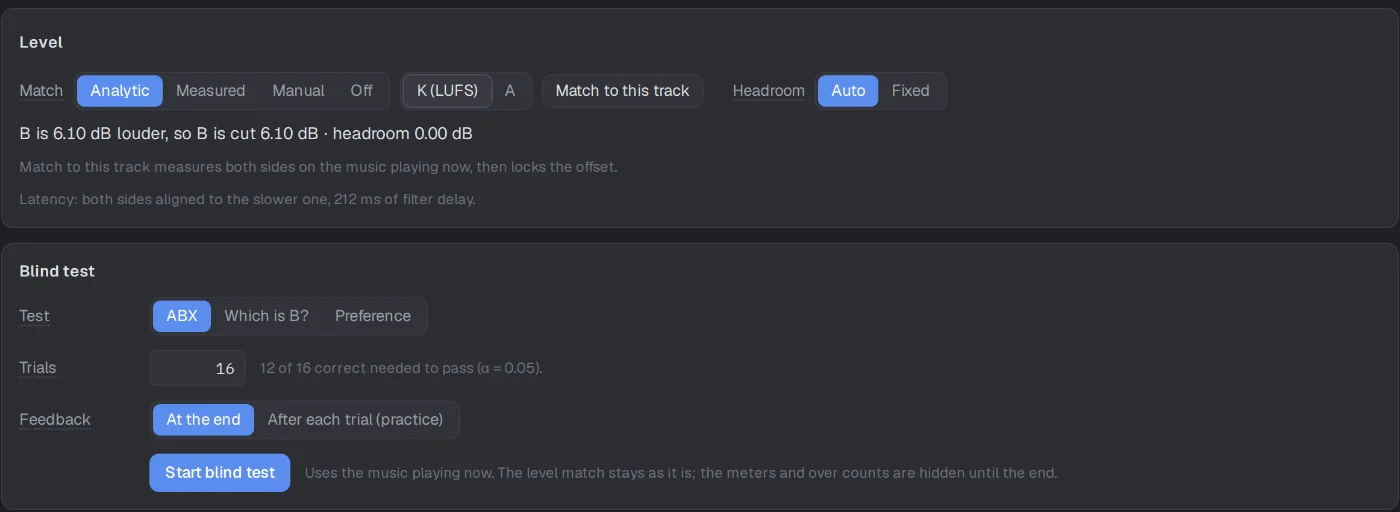 Level
Match Analytic Measured Manual Off K (LUFS) A Match to this track Headroom Auto Fixed
B is 6.10 dB louder, so B is cut 6.10 dB · headroom 0.00 dB
Match to this track measures both sides on the music playing now, then locks the offset.
Latency: both sides aligned to the slower one, 212 ms of filter delay.
Blind test
Test ABX Which is B? Preference
Trials 16 12 of 16 correct needed to pass (α = 0.05).
Feedback At the end After each trial (practice)
Start blind test Uses the music playing now. The level match stays as it is; the meters and over counts are hidden until the end.